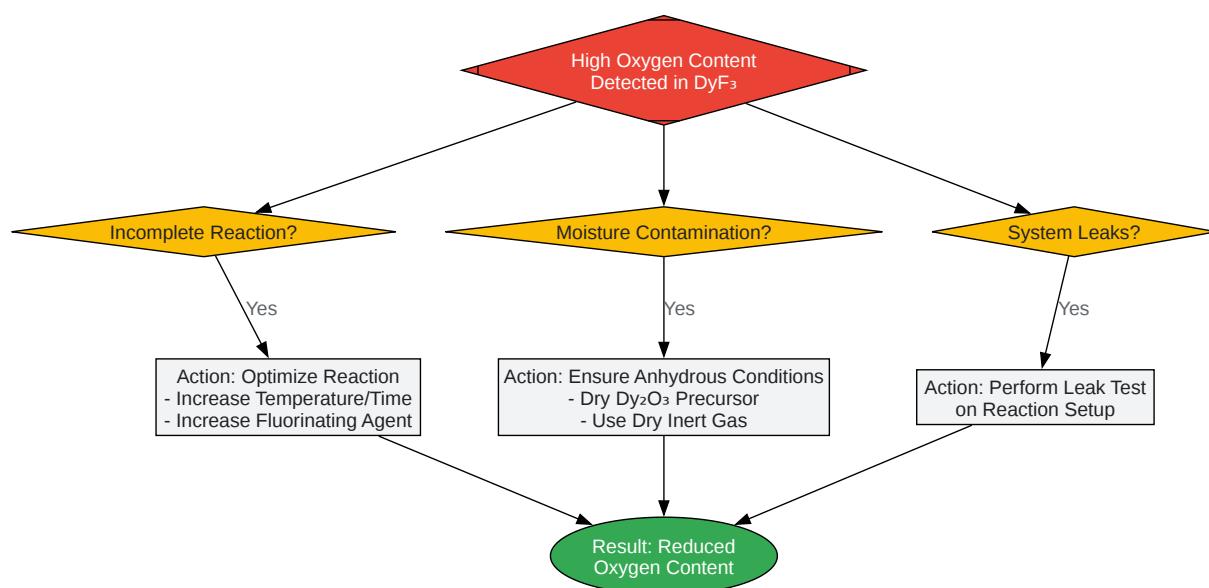 High Oxygen Content
Detected in DyF₃
Incomplete Reaction?
Moisture Contamination?
System Leaks?
Yes
Yes
Yes
Action: Optimize Reaction
- Increase Temperature/Time
- Increase Fluorinating Agent
Action: Ensure Anhydrous Conditions
- Dry Dy₂O₃ Precursor
- Use Dry Inert Gas
Action: Perform Leak Test
on Reaction Setup
Result: Reduced
Oxygen Content